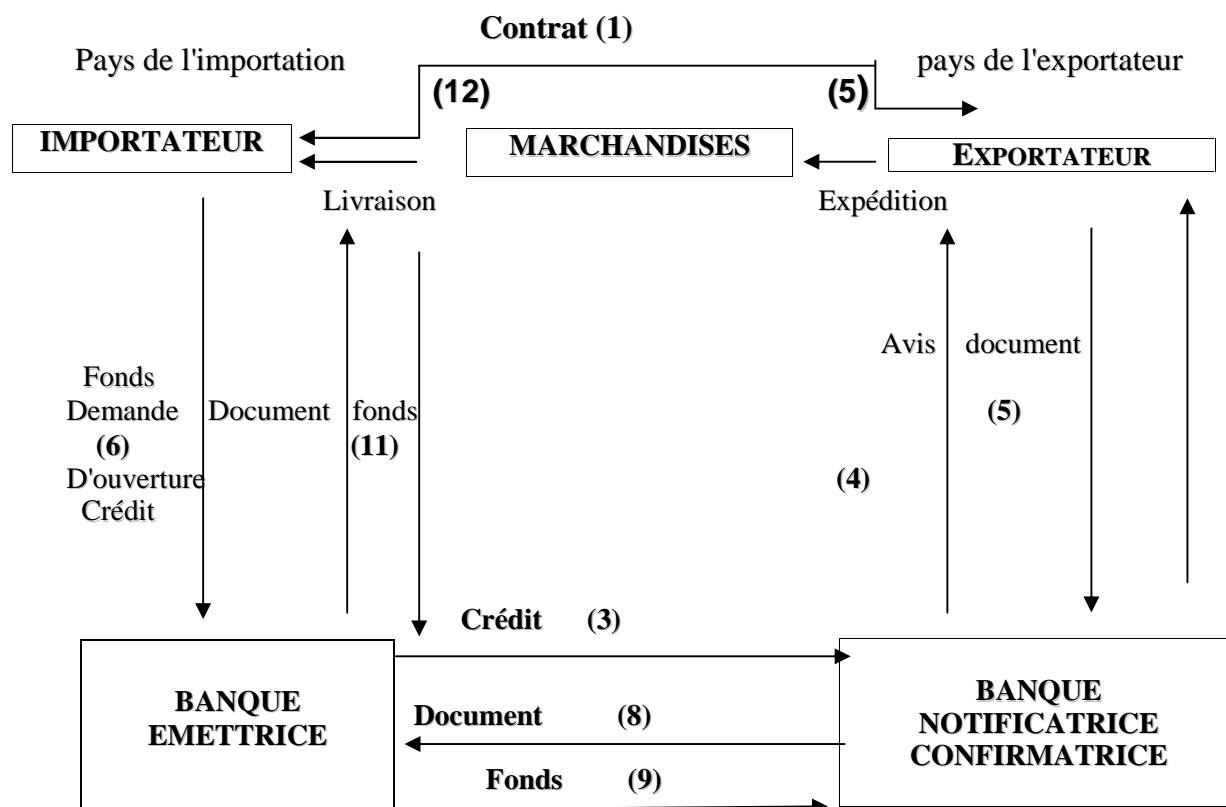 Contrat (1)
Pays de l'importation
pays de l'exportateur
(12)
(5)
IMPORTATEUR
MARCHANDISES
EXPORTATEUR
Livraison
Expédition
Avis
document
Fonds
Demande
Document
fonds
(5)
(6)
(11)
D'ouverture
(4)
Crédit
Crédit (3)
BANQUE
EMETTRICE
Document (8)
BANQUE
NOTIFICATRICE
CONFIRMATRICE
Fonds (9)